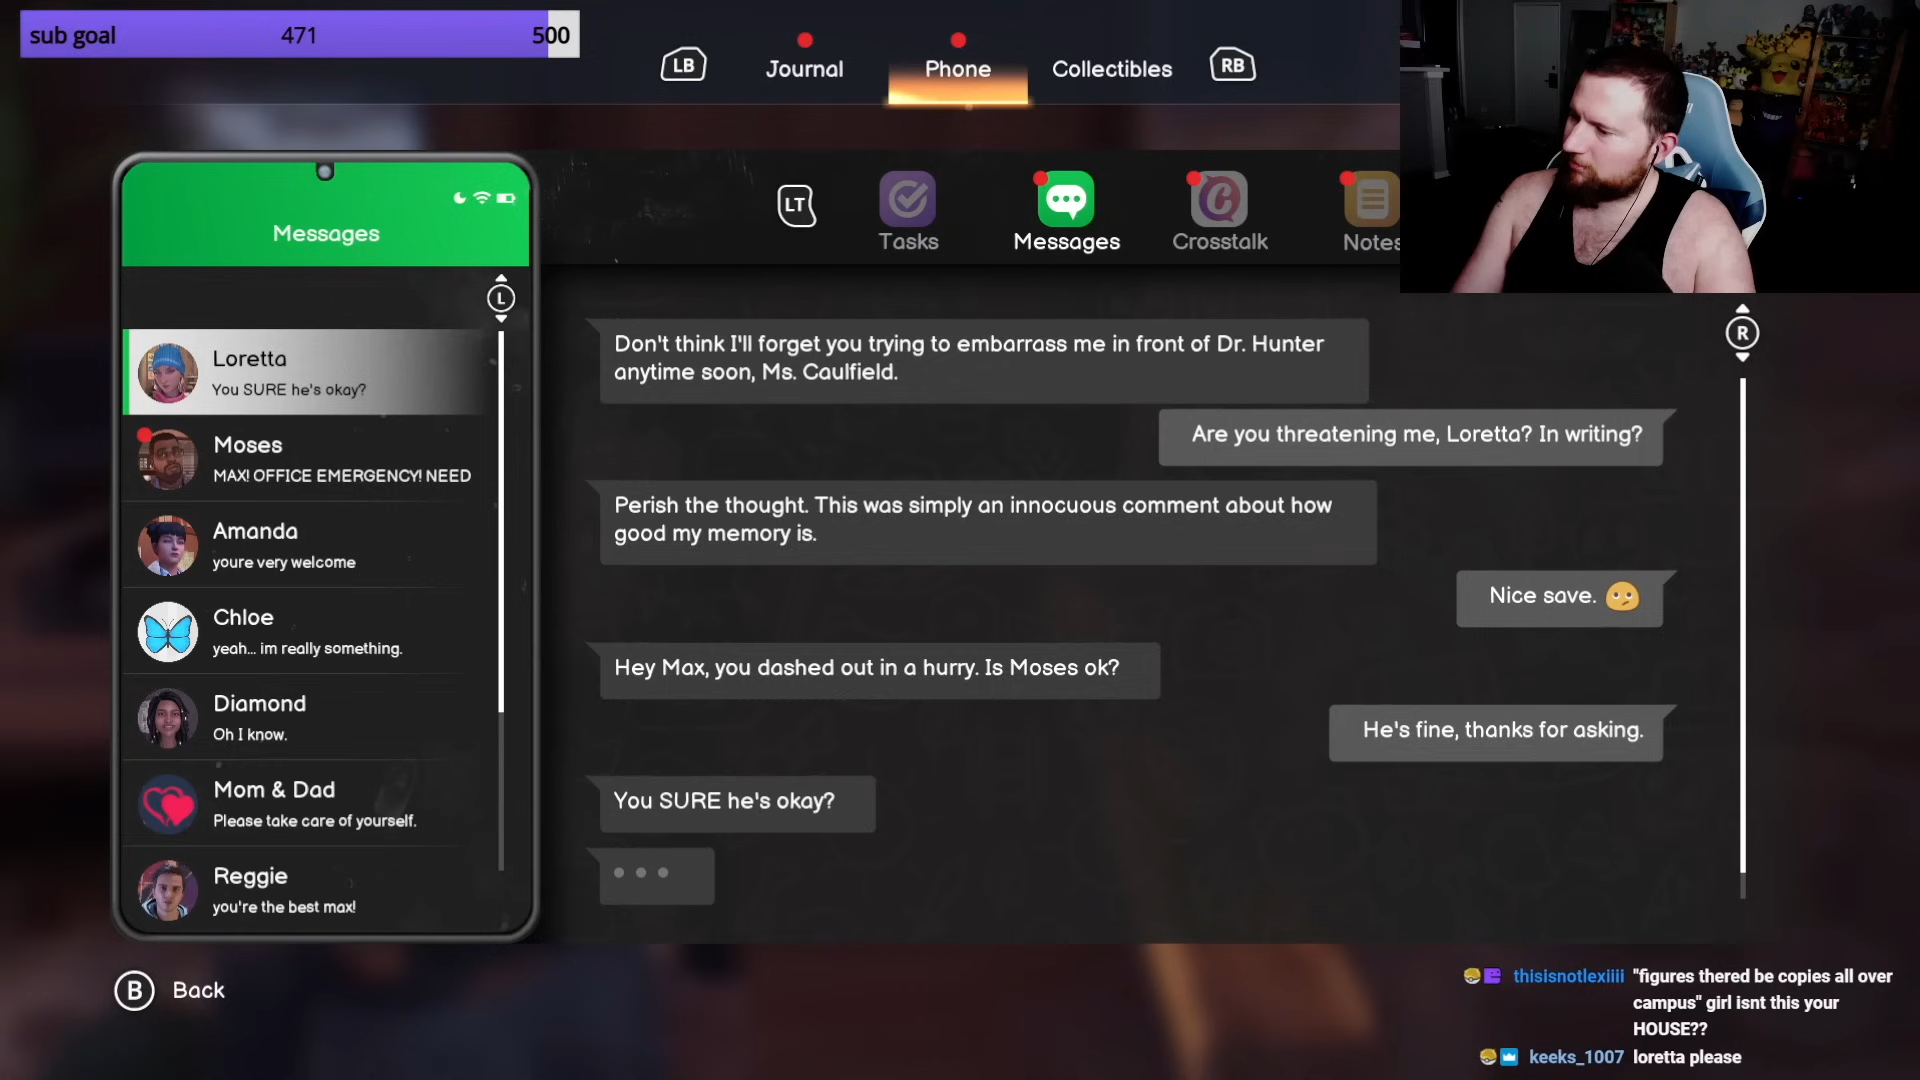 sub goal 471 500
LB Journal Phone Collectibles RB
Messages
LT Tasks Messages Crosstalk Notes
L
R
Loretta
You SURE he's okay?
Moses
MAX! OFFICE EMERGENCY! NEED
Amanda
youre very welcome
Chloe
yeah... im really something.
Diamond
Oh I know.
Mom & Dad
Please take care of yourself.
Reggie
you're the best max!
Don't think I'll forget you trying to embarrass me in front of Dr. Hunter
anytime soon, Ms. Caulfield.
Are you threatening me, Loretta? In writing?
Perish the thought. This was simply an innocuous comment about how
good my memory is.
Nice save.
Hey Max, you dashed out in a hurry. Is Moses ok?
He's fine, thanks for asking.
You SURE he's okay?
B Back
thisisnotlexiiii "figures thered be copies all over
campus" girl isnt this your
HOUSE??
keeks_1007 loretta please